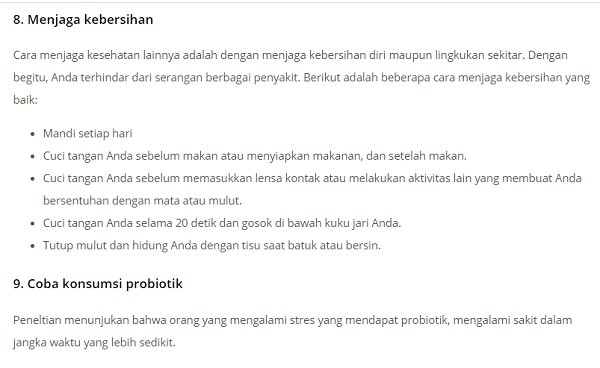 8. Menjaga kebersihan
Cara menjaga kesehatan lainnya adalah dengan menjaga kebersihan diri maupun lingkukan sekitar. Dengan
begitu, Anda terhindar dari serangan berbagai penyakit. Berikut adalah beberapa cara menjaga kebersihan yang
baik:
• Mandi setiap hari
• Cuci tangan Anda sebelum makan atau menyiapkan makanan, dan setelah makan.
• Cuci tangan Anda sebelum memasukkan lensa kontak atau melakukan aktivitas lain yang membuat Anda
bersentuhan dengan mata atau mulut.
• Cuci tangan Anda selama 20 detik dan gosok di bawah kuku jari Anda.
• Tutup mulut dan hidung Anda dengan tisu saat batuk atau bersin.
9. Coba konsumsi probiotik
Peneltian menunjukan bahwa orang yang mengalami stres yang mendapat probiotik, mengalami sakit dalam
jangka waktu yang lebih sedikit.